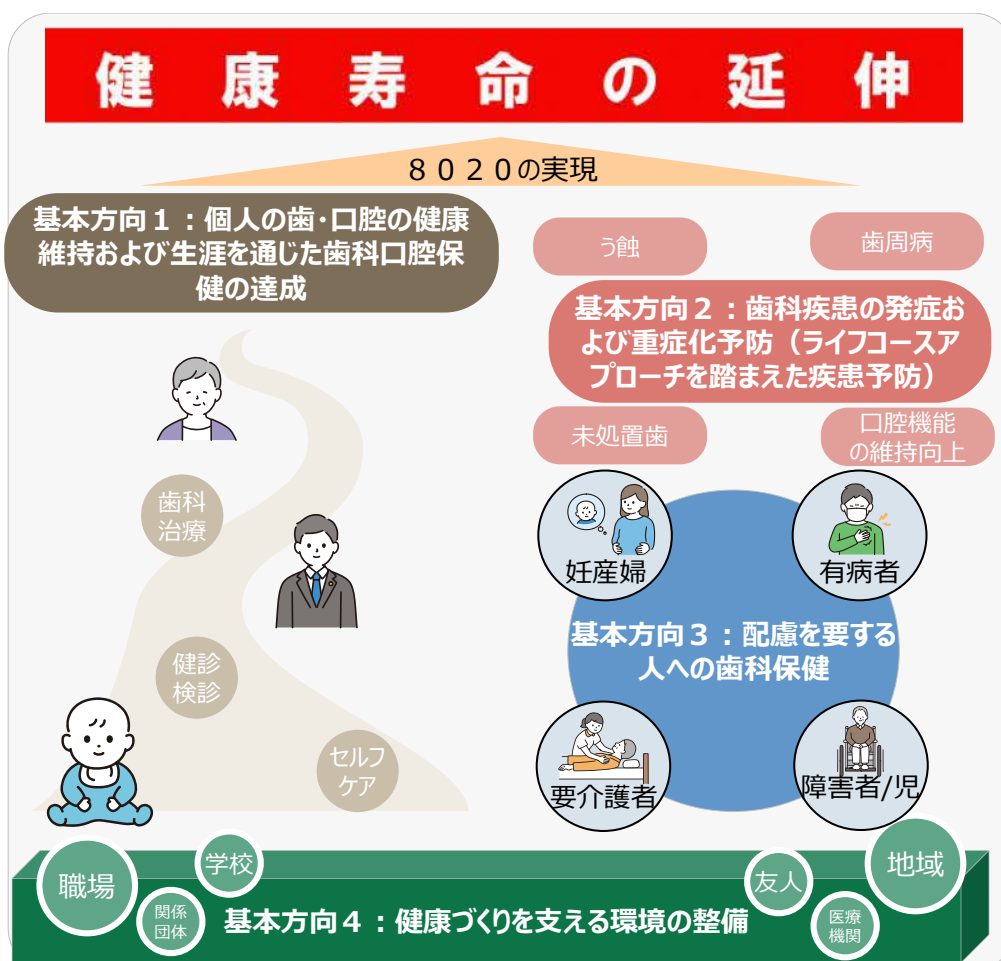 健康寿命の延伸
８０２０の実現
基本方向１：個人の歯・口腔の健康
維持および生涯を通じた歯科口腔保
健の達成
う蝕
歯周病
基本方向２：歯科疾患の発症お
よび重症化予防（ライフコースア
プローチを踏まえた疾患予防）
未処置歯
口腔機能
の維持向上
歯科
治療
健診
検診
セルフ
ケア
妊産婦
有病者
基本方向３：配慮を要する
人への歯科保健
要介護者
障害者/児
職場
学校
関係
団体
基本方向４：健康づくりを支える環境の整備
友人
地域
医療
機関